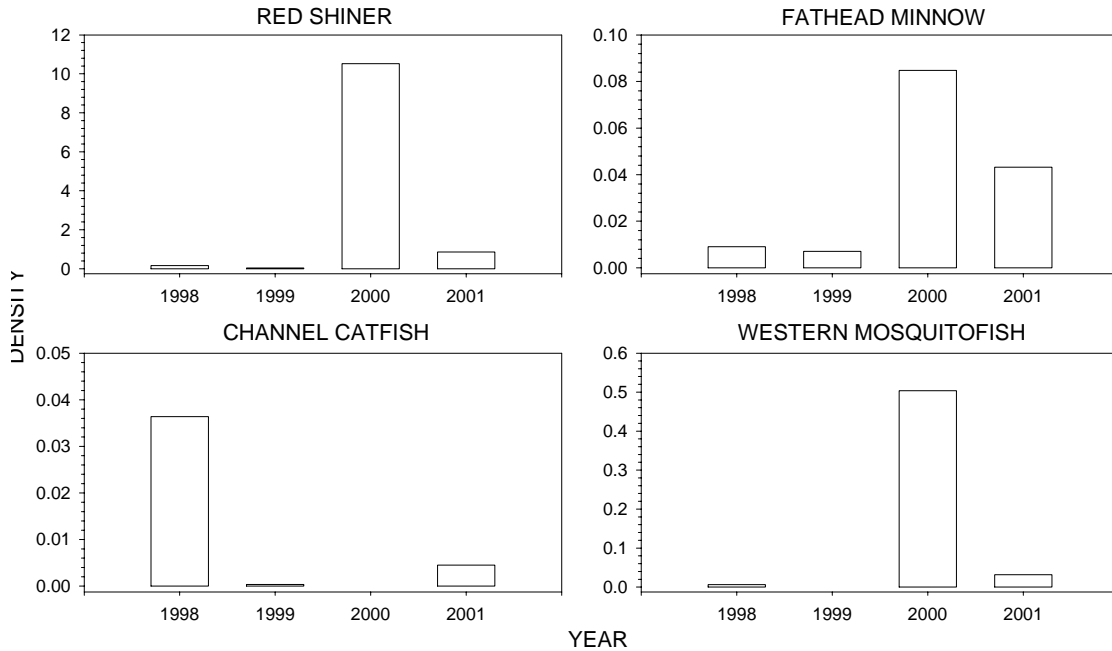 RED SHINER
12
10
8
6
4
2
0
1998 1999 2000 2001
FATHEAD MINNOW
0.10
0.08
0.06
0.04
0.02
0.00
1998 1999 2000 2001
DENSITY
CHANNEL CATFISH
0.05
0.04
0.03
0.02
0.01
0.00
1998 1999 2000 2001
WESTERN MOSQUITOFISH
0.6
0.5
0.4
0.3
0.2
0.1
0.0
1998 1999 2000 2001
YEAR